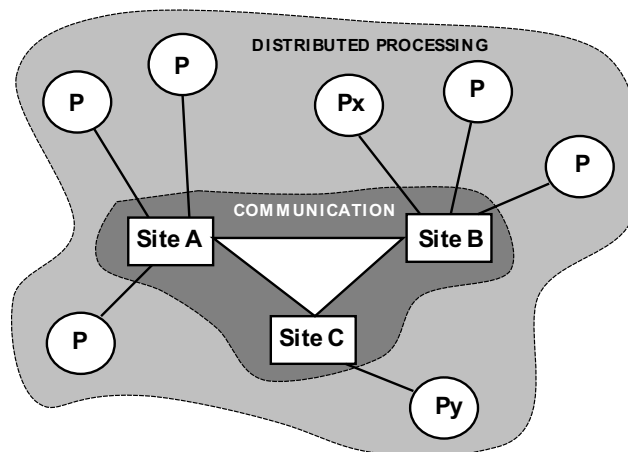 DISTRIBUTED PROCESSING
P
P
Px
P
P
COMMUNICATION
Site A
Site B
Site C
P
Py